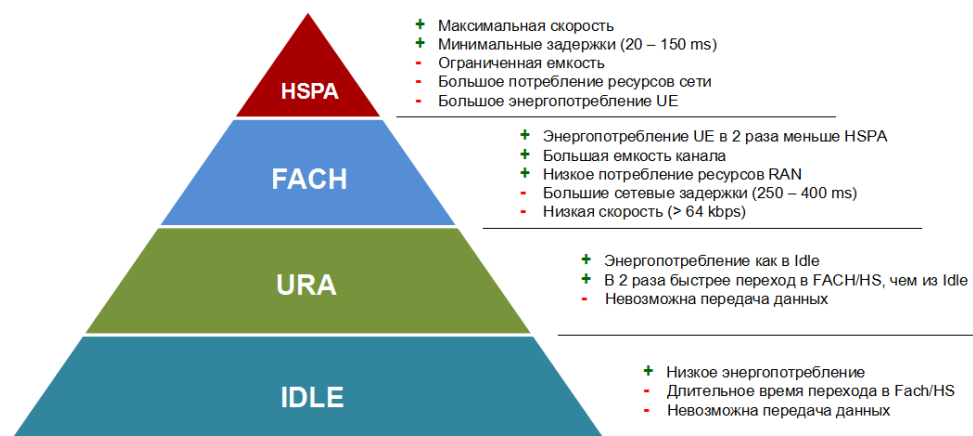 HSPA
+ Максимальная скорость
+ Минимальные задержки (20 – 150 ms)
- Ограниченная емкость
- Большое потребление ресурсов сети
- Большое энергопотребление UE
FACH
+ Энергопотребление UE в 2 раза меньше HSPA
+ Большая емкость канала
+ Низкое потребление ресурсов RAN
- Большие сетевые задержки (250 – 400 ms)
- Низкая скорость (> 64 kbps)
URA
+ Энергопотребление как в Idle
+ В 2 раза быстрее переход в FACH/HS, чем из Idle
- Невозможна передача данных
IDLE
+ Низкое энергопотребление
- Длительное время перехода в Fach/HS
- Невозможна передача данных